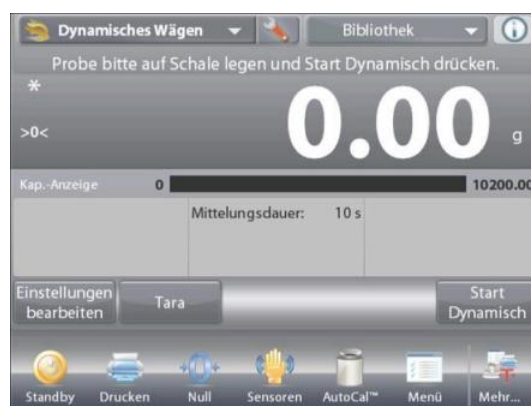 Dynamisches Wägen
Bibliothek
Probe bitte auf Schale legen und Start Dynamisch drücken.
*
>0<
0.00 g
Kap.-Anzeige 0 10200.00
Mittelungsdauer: 10 s
Einstellungen
bearbeiten
Tara
Start
Dynamisch
Standby Drucken Null Sensoren AutoCal™ Menü Mehr...